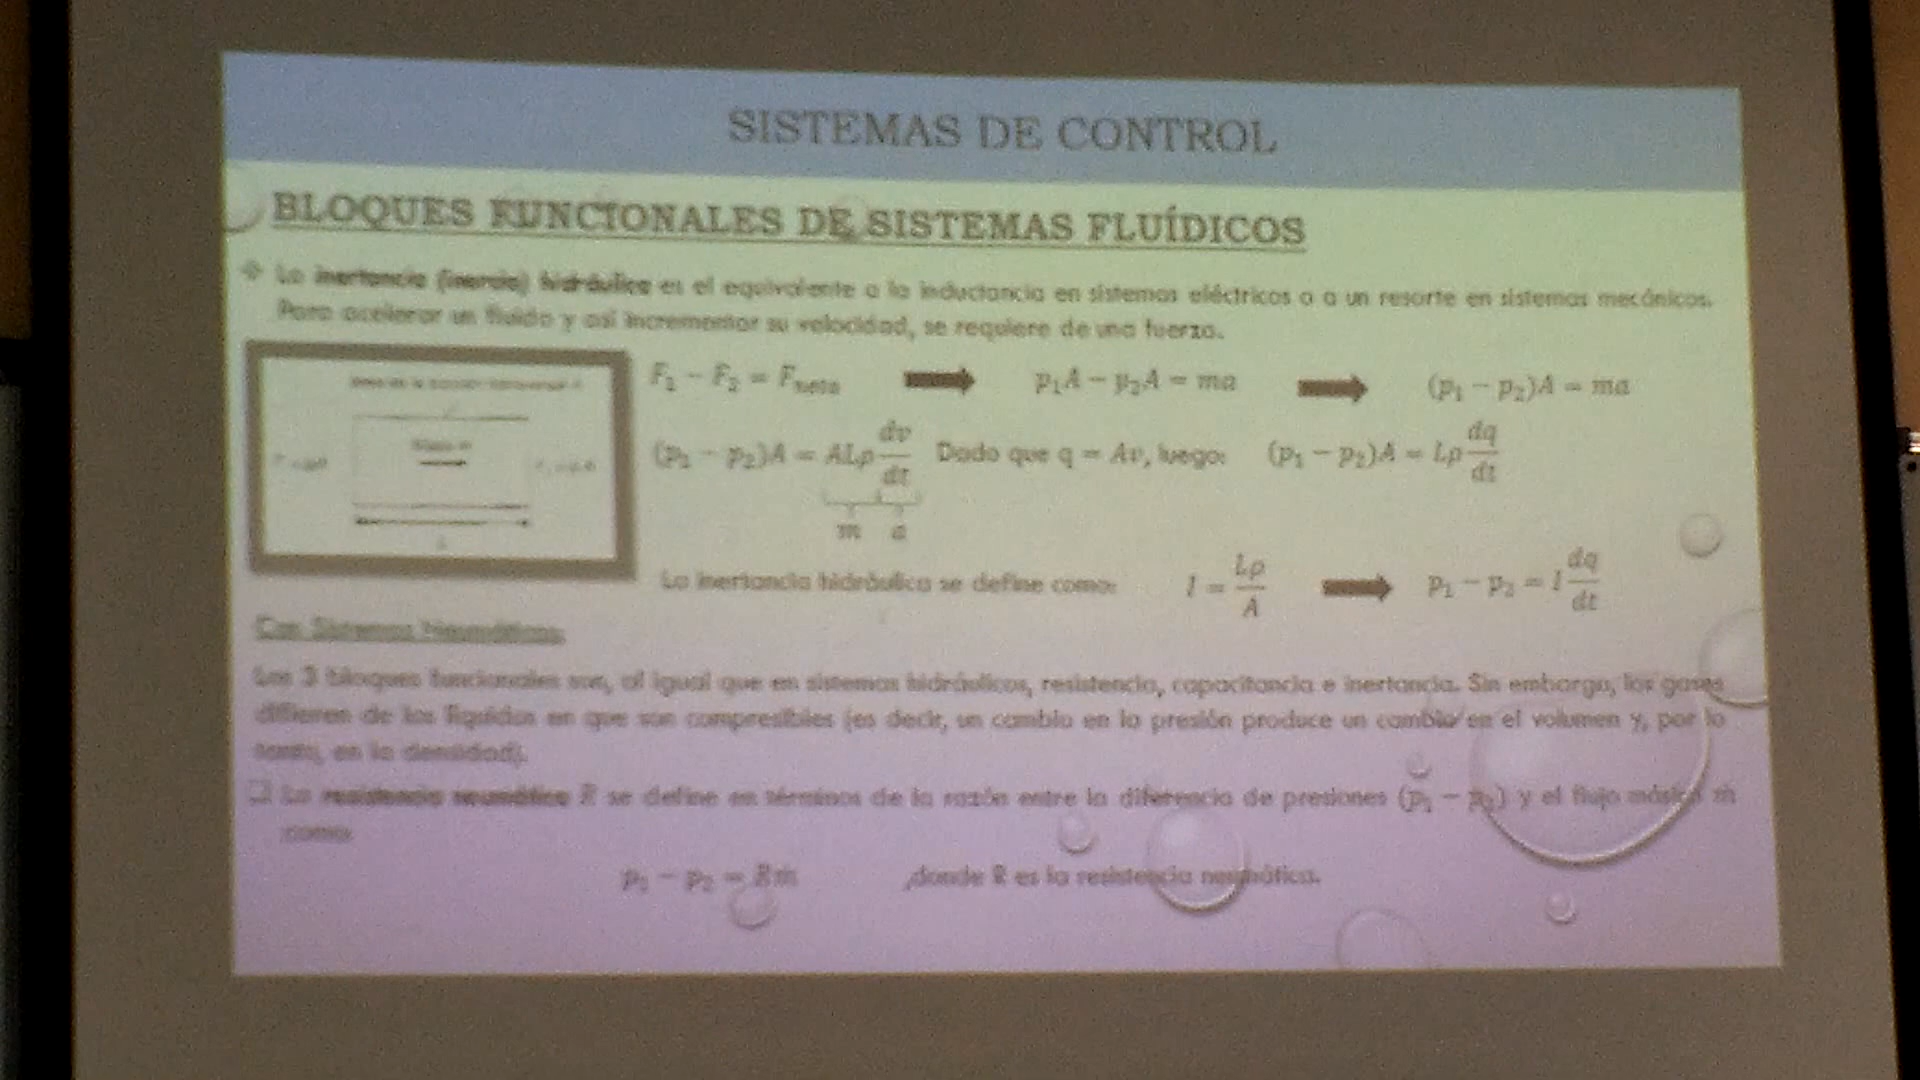 SISTEMAS DE CONTROL
BLOQUES FUNCIONALES DE SISTEMAS FLUÍDICOS
La inertancia (inercia) hidráulica es el equivalente a la inductancia en sistemas eléctricos o a un resorte en sistemas mecánicos.
Para acelerar un fluido y así incrementar su velocidad, se requiere de una fuerza.
F₁ − F₂ = Fneta ➡ p₁A − p₂A = ma ➡ (p₁ − p₂)A = ma
(p₁ − p₂)A = ALρ dv/dt Dado que q = Av, luego: (p₁ − p₂)A = Lρ dq/dt
m a
La inertancia hidráulica se define como: I = Lρ/A ➡ p₁ − p₂ = I dq/dt
Los 3 bloques funcionales son, al igual que en sistemas hidráulicos, resistencia, capacitancia e inertancia. Sin embargo, los gases
difieren de los líquidos en que son compresibles (es decir, un cambio en la presión produce un cambio en el volumen y, por lo
tanto, en la densidad).
La resistencia neumática R se define en términos de la razón entre la diferencia de presiones (p₁ − p₂) y el flujo másico ṁ
como:
p₁ − p₂ = Rṁ ,donde R es la resistencia neumática.